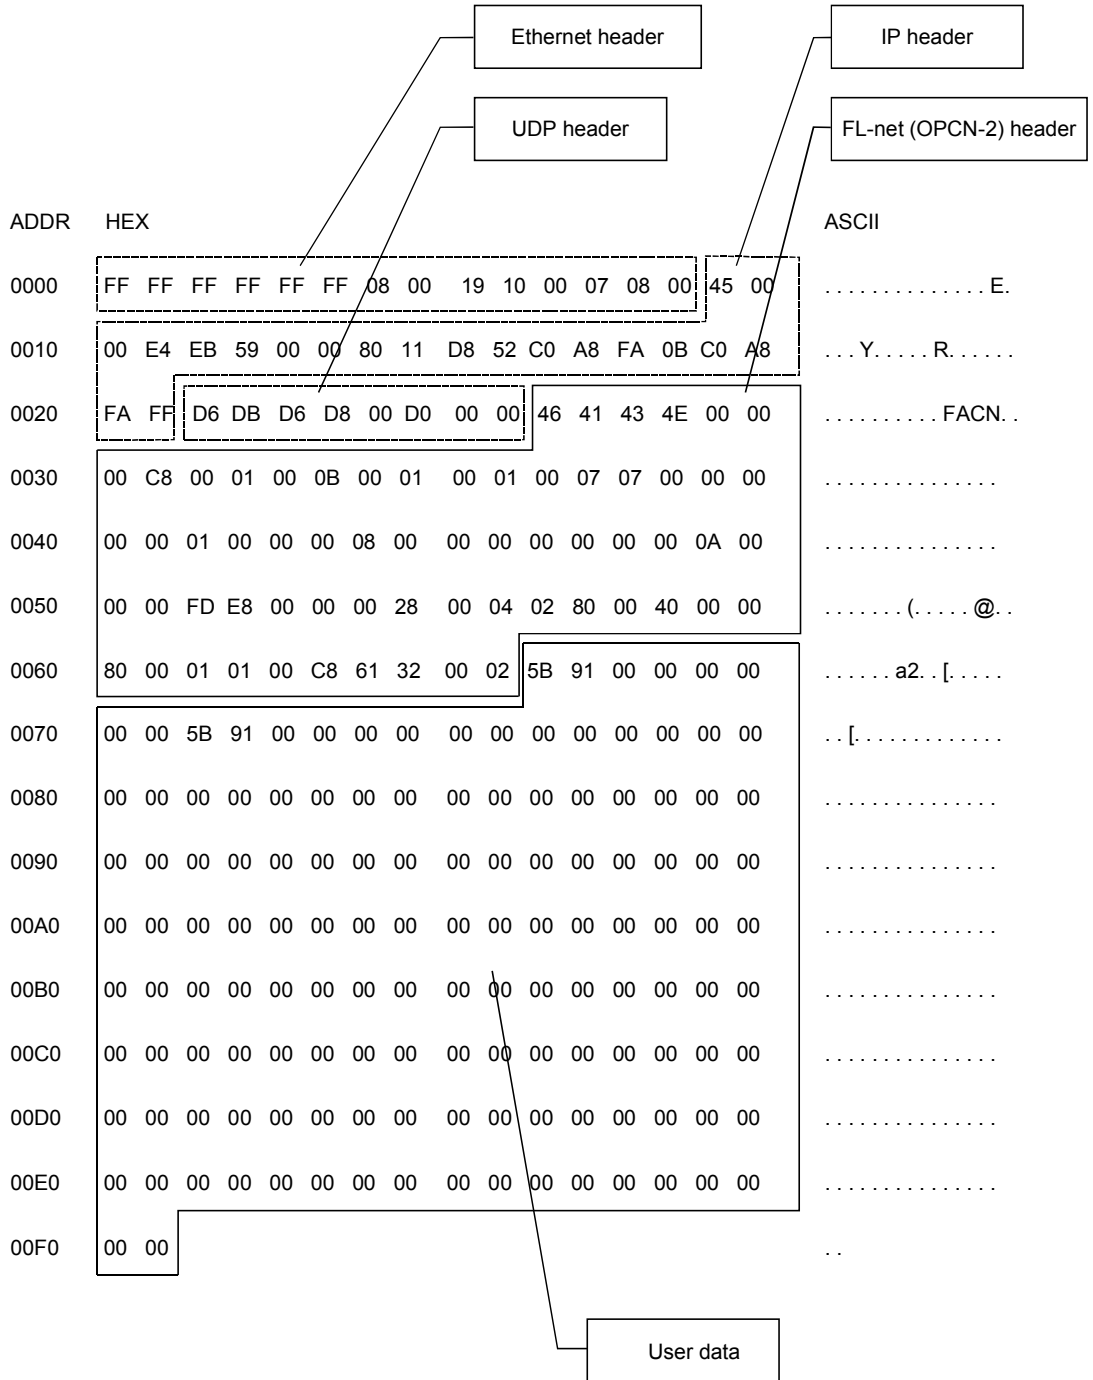 Ethernet header
IP header
UDP header
FL-net (OPCN-2) header
ADDR HEX ASCII
0000 FF FF FF FF FF FF 08 00 19 10 00 07 08 00 45 00 . . . . . . . . . . . . . . E.
0010 00 E4 EB 59 00 00 80 11 D8 52 C0 A8 FA 0B C0 A8 . . . Y. . . . . R. . . . . .
0020 FA FF D6 DB D6 D8 00 D0 00 00 46 41 43 4E 00 00 . . . . . . . . . . FACN. .
0030 00 C8 00 01 00 0B 00 01 00 01 00 07 07 00 00 00 . . . . . . . . . . . . . . .
0040 00 00 01 00 00 00 08 00 00 00 00 00 00 00 0A 00 . . . . . . . . . . . . . . .
0050 00 00 FD E8 00 00 00 28 00 04 02 80 00 40 00 00 . . . . . . . (. . . . . @. .
0060 80 00 01 01 00 C8 61 32 00 02 5B 91 00 00 00 00 . . . . . . a2. . [. . . . .
0070 00 00 5B 91 00 00 00 00 00 00 00 00 00 00 00 00 . . [. . . . . . . . . . . . .
0080 00 00 00 00 00 00 00 00 00 00 00 00 00 00 00 00 . . . . . . . . . . . . . . .
0090 00 00 00 00 00 00 00 00 00 00 00 00 00 00 00 00 . . . . . . . . . . . . . . .
00A0 00 00 00 00 00 00 00 00 00 00 00 00 00 00 00 00 . . . . . . . . . . . . . . .
00B0 00 00 00 00 00 00 00 00 00 00 00 00 00 00 00 00 . . . . . . . . . . . . . . .
00C0 00 00 00 00 00 00 00 00 00 00 00 00 00 00 00 00 . . . . . . . . . . . . . . .
00D0 00 00 00 00 00 00 00 00 00 00 00 00 00 00 00 00 . . . . . . . . . . . . . . .
00E0 00 00 00 00 00 00 00 00 00 00 00 00 00 00 00 00 . . . . . . . . . . . . . . .
00F0 00 00 . .
User data